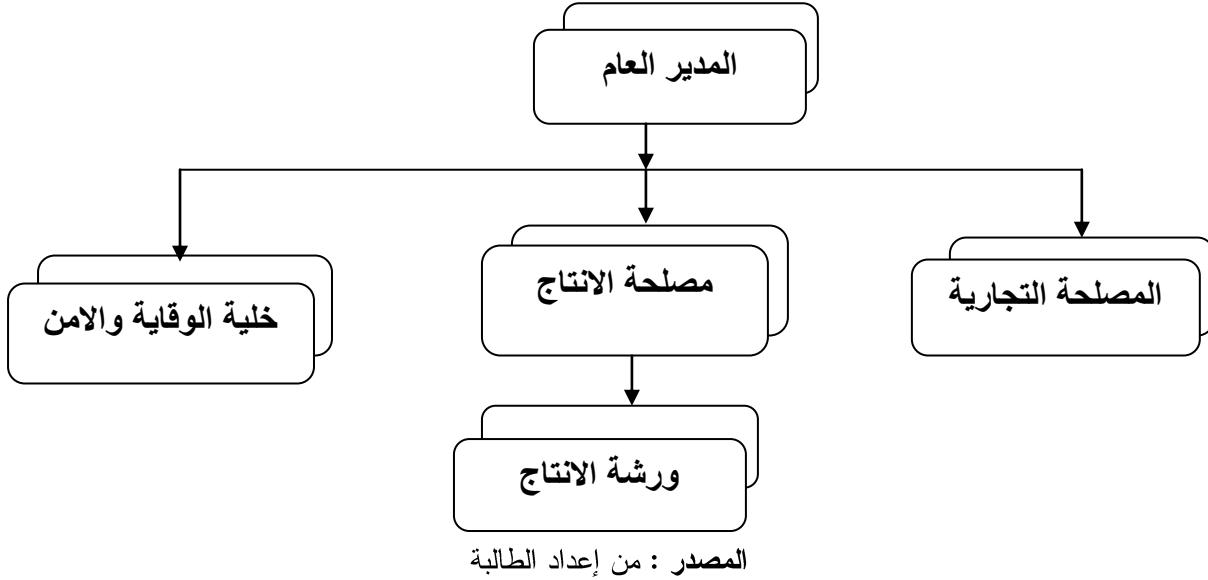 المدير العام
المصلحة التجارية
مصلحة الانتاج
خلية الوقاية والامن
ورشة الانتاج
المصدر : من إعداد الطالبة